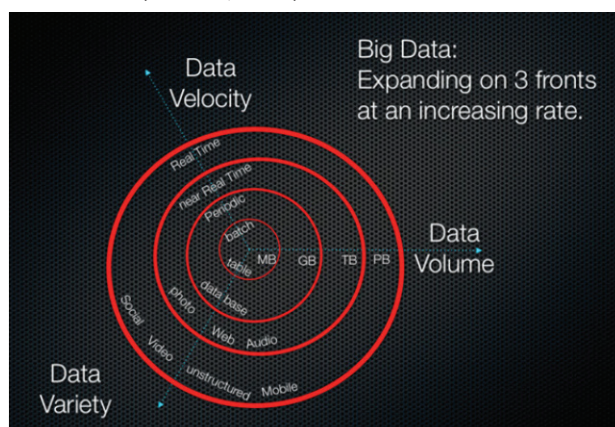 Big Data:
Expanding on 3 fronts
at an increasing rate.
Data
Velocity
Real Time
near Real Time
Periodic
batch
table
MB
GB
TB
PB
Data
Volume
data base
photo
Web
Audio
Social
Video
unstructured
Mobile
Data
Variety